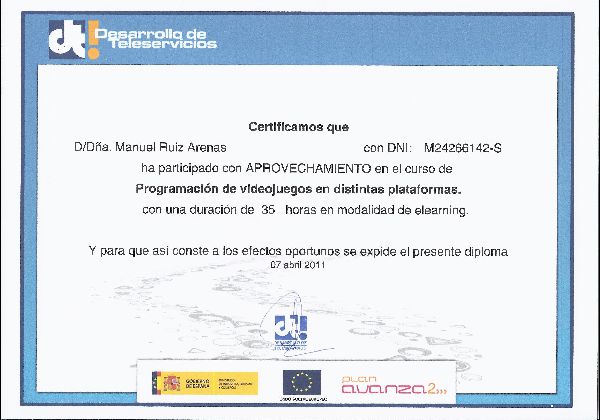 dt!
Desarrollo de
Teleservicios
Certificamos que
D/Dña. Manuel Ruiz Arenas con DNI: M24266142-S
ha participado con APROVECHAMIENTO en el curso de
Programación de videojuegos en distintas plataformas.
con una duración de 35 horas en modalidad de elearning.
Y para que así conste a los efectos oportunos se expide el presente diploma
07 abril 2011
dt!
GOBIERNO
DE ESPAÑA
plan
avanza2